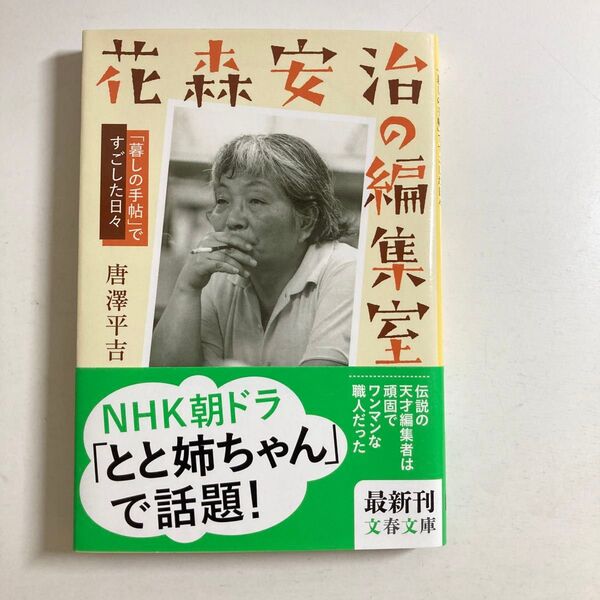 花森安治
の編集室
「暮しの手帖」で
すごした日々
唐澤平吉
NHK朝ドラ
「とと姉ちゃん」
で話題!
伝説の
天才編集者は
頑固で
ワンマンな
職人だった
最新刊
文春文庫